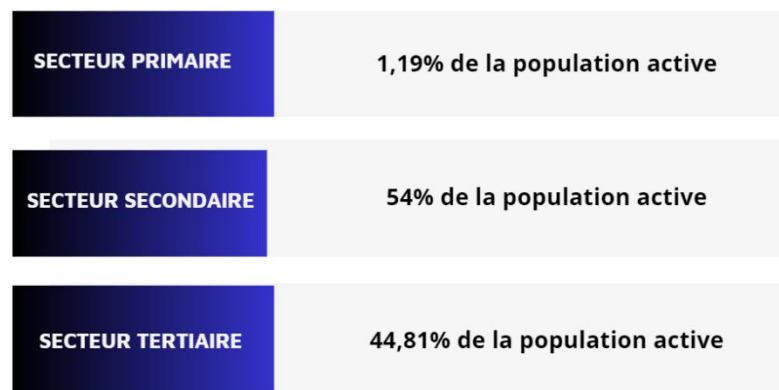 SECTEUR PRIMAIRE
1,19% de la population active
SECTEUR SECONDAIRE
54% de la population active
SECTEUR TERTIAIRE
44,81% de la population active